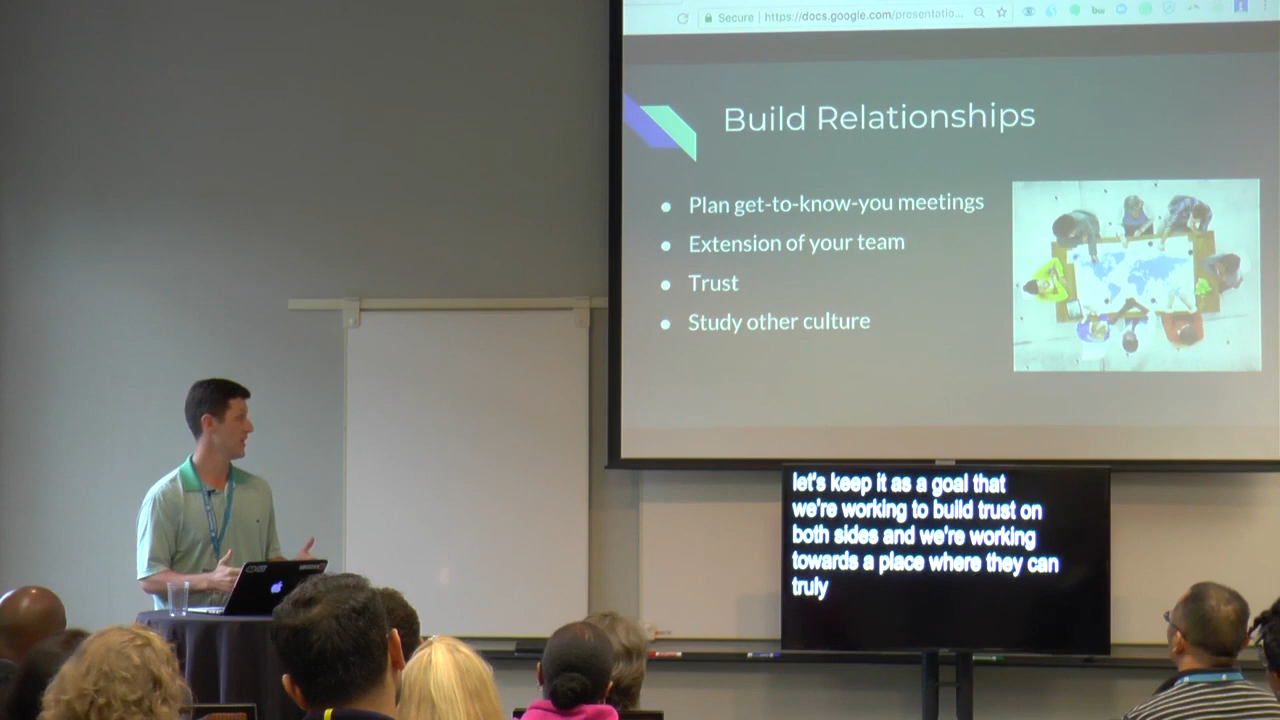 Secure https://docs.google.com/presentatio...
Build Relationships
● Plan get-to-know-you meetings
● Extension of your team
● Trust
● Study other culture
let's keep it as a goal that
we're working to build trust on
both sides and we're working
towards a place where they can
truly